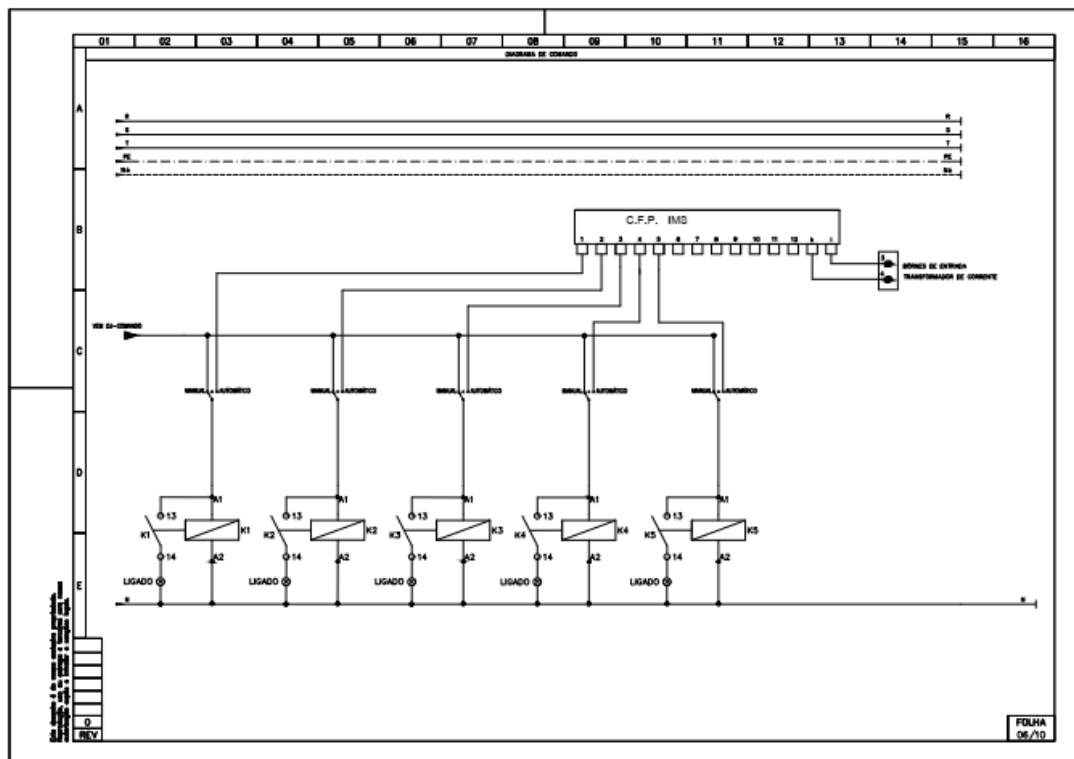 01 02 03 04 05 06 07 08 09 10 11 12 13 14 15 16
DIAGRAMA DE COMANDO
A
R R
S S
T T
PE PE
B
C.F.P. IMS
1 2 3 4 5 6 7 8 9 10 11 12 k l
BÓRNES DE ENTRADA
TRANSFORMADOR DE CORRENTE
C
VEM DJ-COMANDO
MANUAL AUTOMÁTICO MANUAL AUTOMÁTICO MANUAL AUTOMÁTICO MANUAL AUTOMÁTICO MANUAL AUTOMÁTICO
D
A1 A1 A1 A1 A1
13 13 13 13 13
K1 K1 K2 K2 K3 K3 K4 K4 K5 K5
14 A2 14 A2 14 A2 14 A2 14 A2
E
LIGADO LIGADO LIGADO LIGADO LIGADO
N N
0
REV
FOLHA
06/10